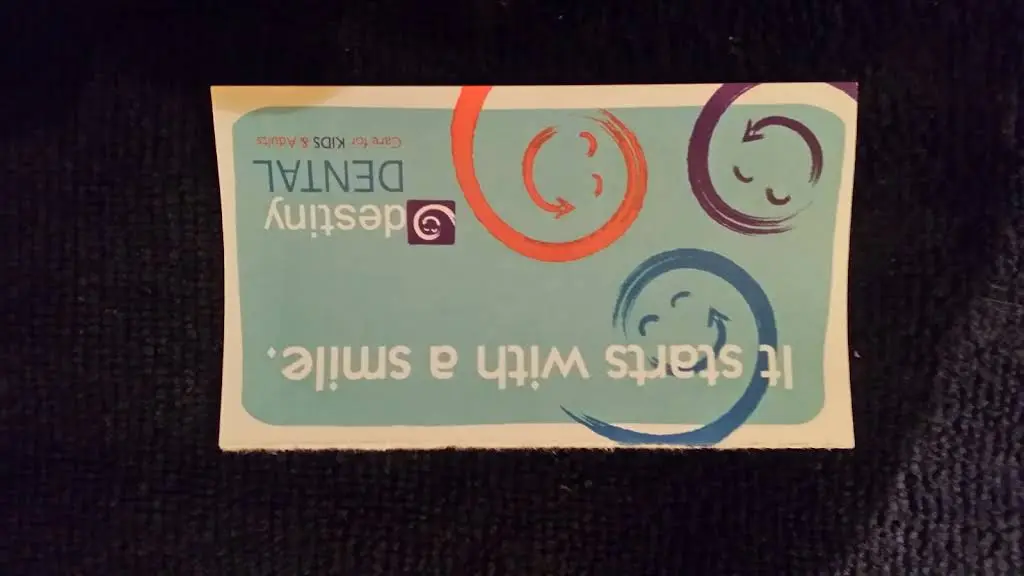 It starts with a smile.
destiny
DENTAL
Care for KIDS & Adults